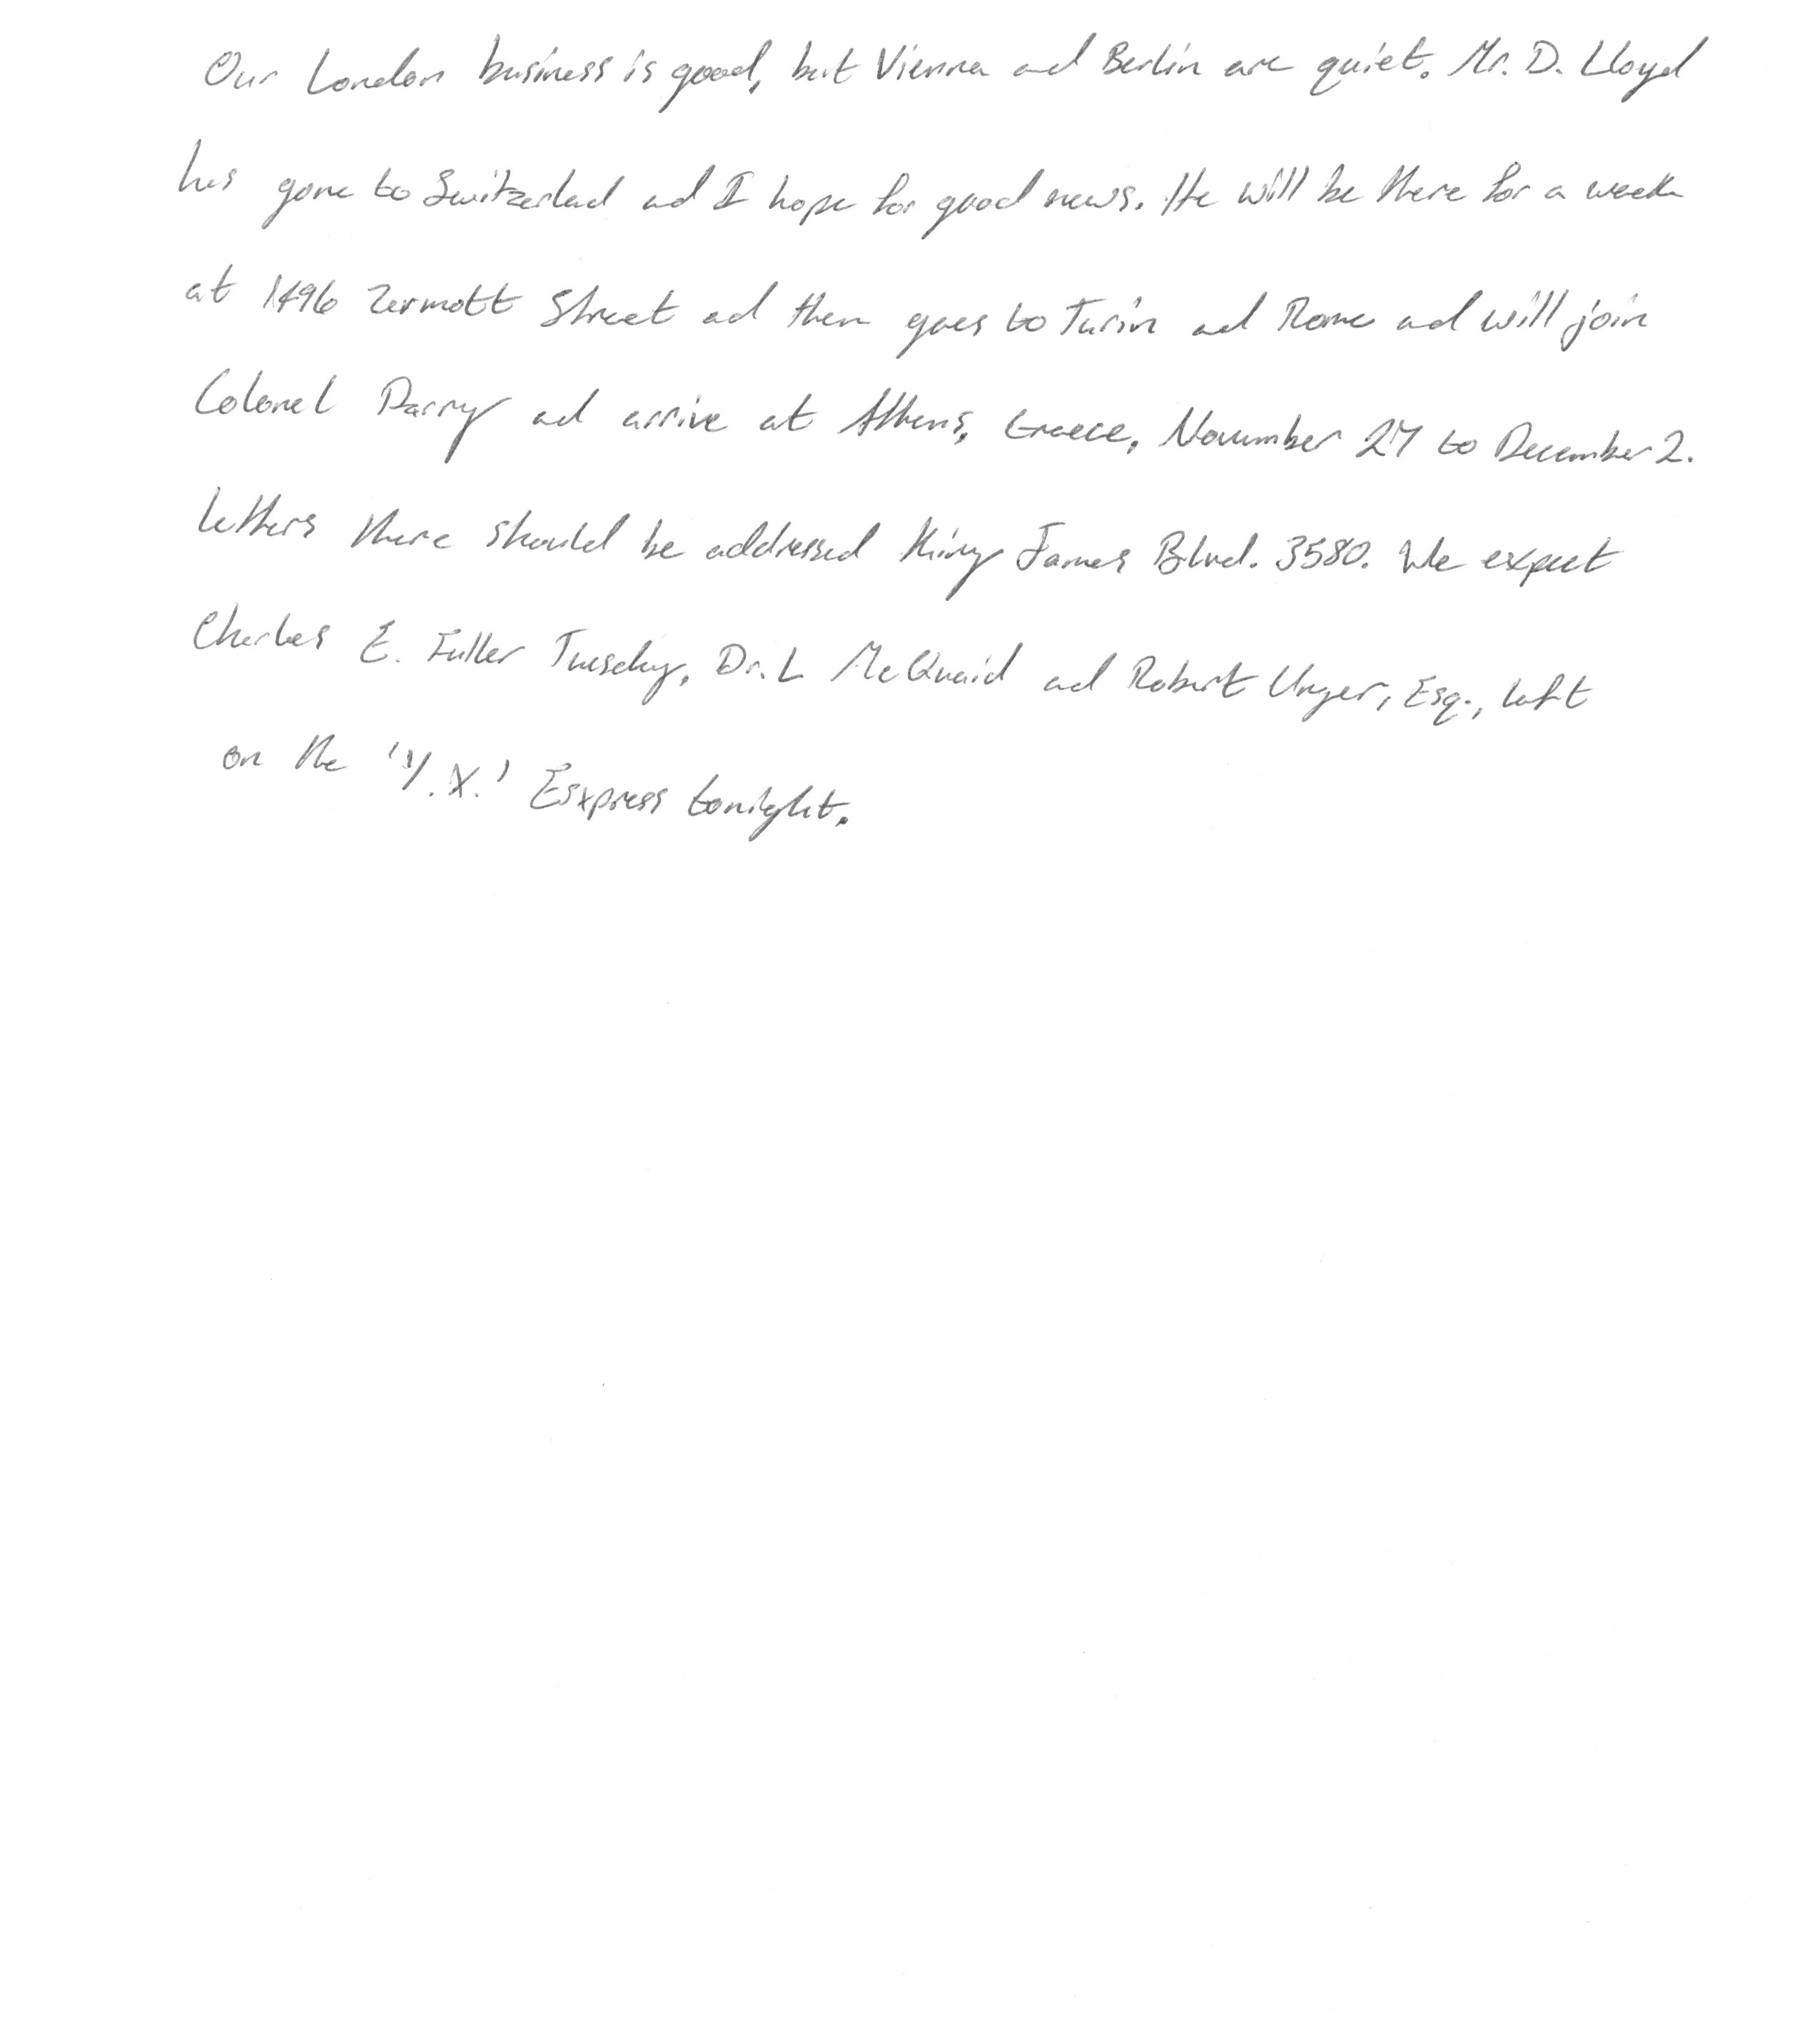 Our London business is good, but Vienna and Berlin are quiet. Mr. D. Lloyd
has gone to Switzerland and I hope for good news. He will be there for a week
at 1496 Zermott Street and then goes to Turin and Rome and will join
Colonel Parry and arrive at Athens, Greece, November 27 to December 2.
Letters there should be addressed King James Blvd. 3580. We expect
Charles E. Fuller Tuesday, Dr. L McQuaid and Robert Unger, Esq., left
on the 'Y.X.' Express tonight.